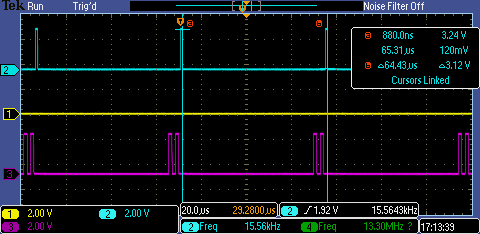 Tek Run Trig'd Noise Filter Off
a 880.0ns 3.24 V
b 65.31µs 120mV
△64.43µs △3.12 V
Cursors Linked
2
1
3
1 2.00 V 2 2.00 V
3 2.00 V
20.0µs 29.2800µs
2 1.92 V 15.5643kHz
2 Freq 15.56kHz
4 Freq 13.30MHz ?
17:13:39